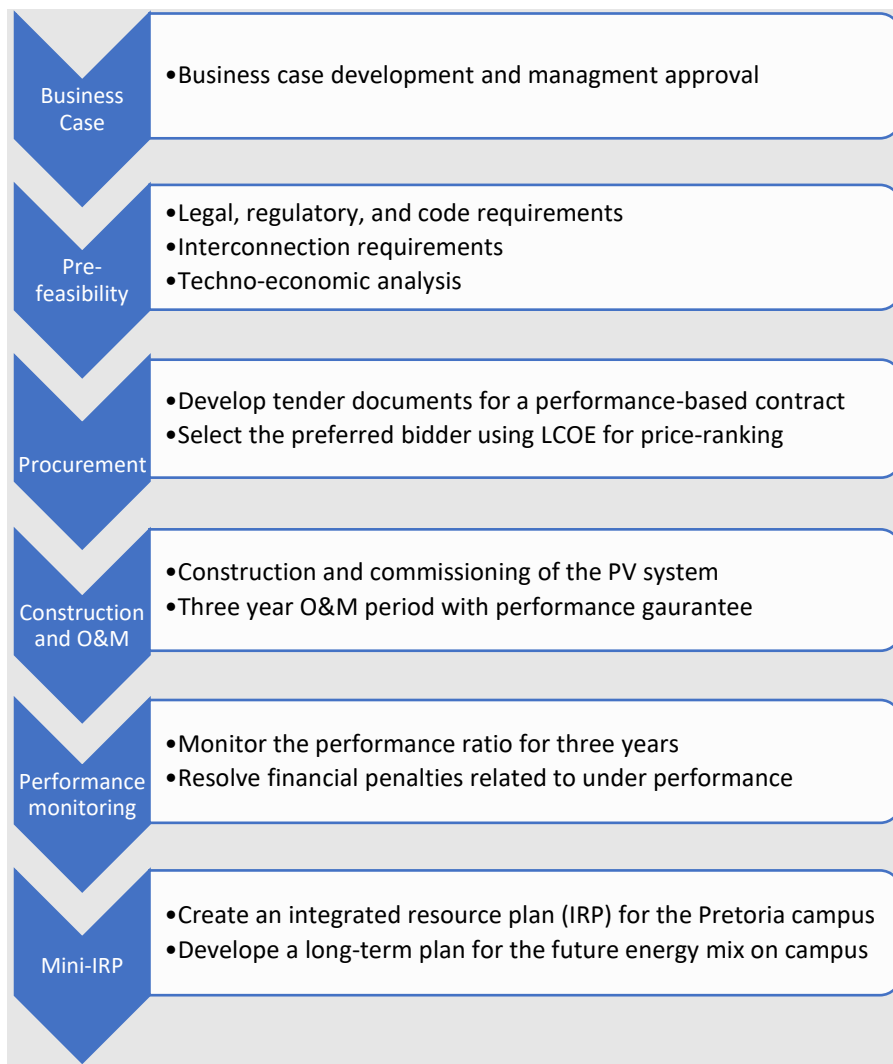 Business
Case
•Business case development and managment approval
Pre-
feasibility
•Legal, regulatory, and code requirements
•Interconnection requirements
•Techno-economic analysis
Procurement
•Develop tender documents for a performance-based contract
•Select the preferred bidder using LCOE for price-ranking
Construction
and O&M
•Construction and commissioning of the PV system
•Three year O&M period with performance gaurantee
Performance
monitoring
•Monitor the performance ratio for three years
•Resolve financial penalties related to under performance
Mini-IRP
•Create an integrated resource plan (IRP) for the Pretoria campus
•Develope a long-term plan for the future energy mix on campus